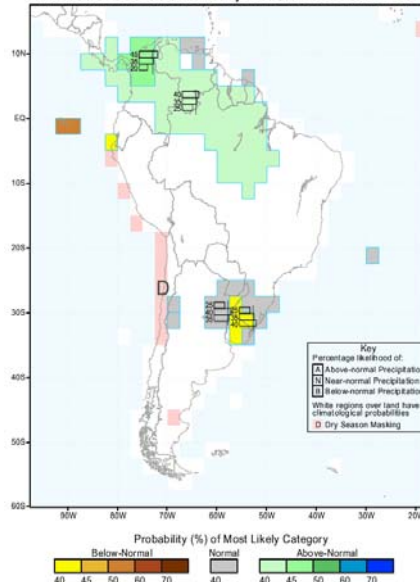 10N
EQ
10S
20S
D
30S
40S
50S
60S
90W
80W
70W
60W
50W
40W
30W
Key
Percentage likelihood of:
A Above-normal Precipitation
N Near-normal Precipitation
B Below-normal Precipitation
White regions over land have
climatological probabilities
D Dry Season Masking
Probability (%) of Most Likely Category
Below-Normal Normal Above-Normal
40 45 50 60 70 40 40 45 50 60 70